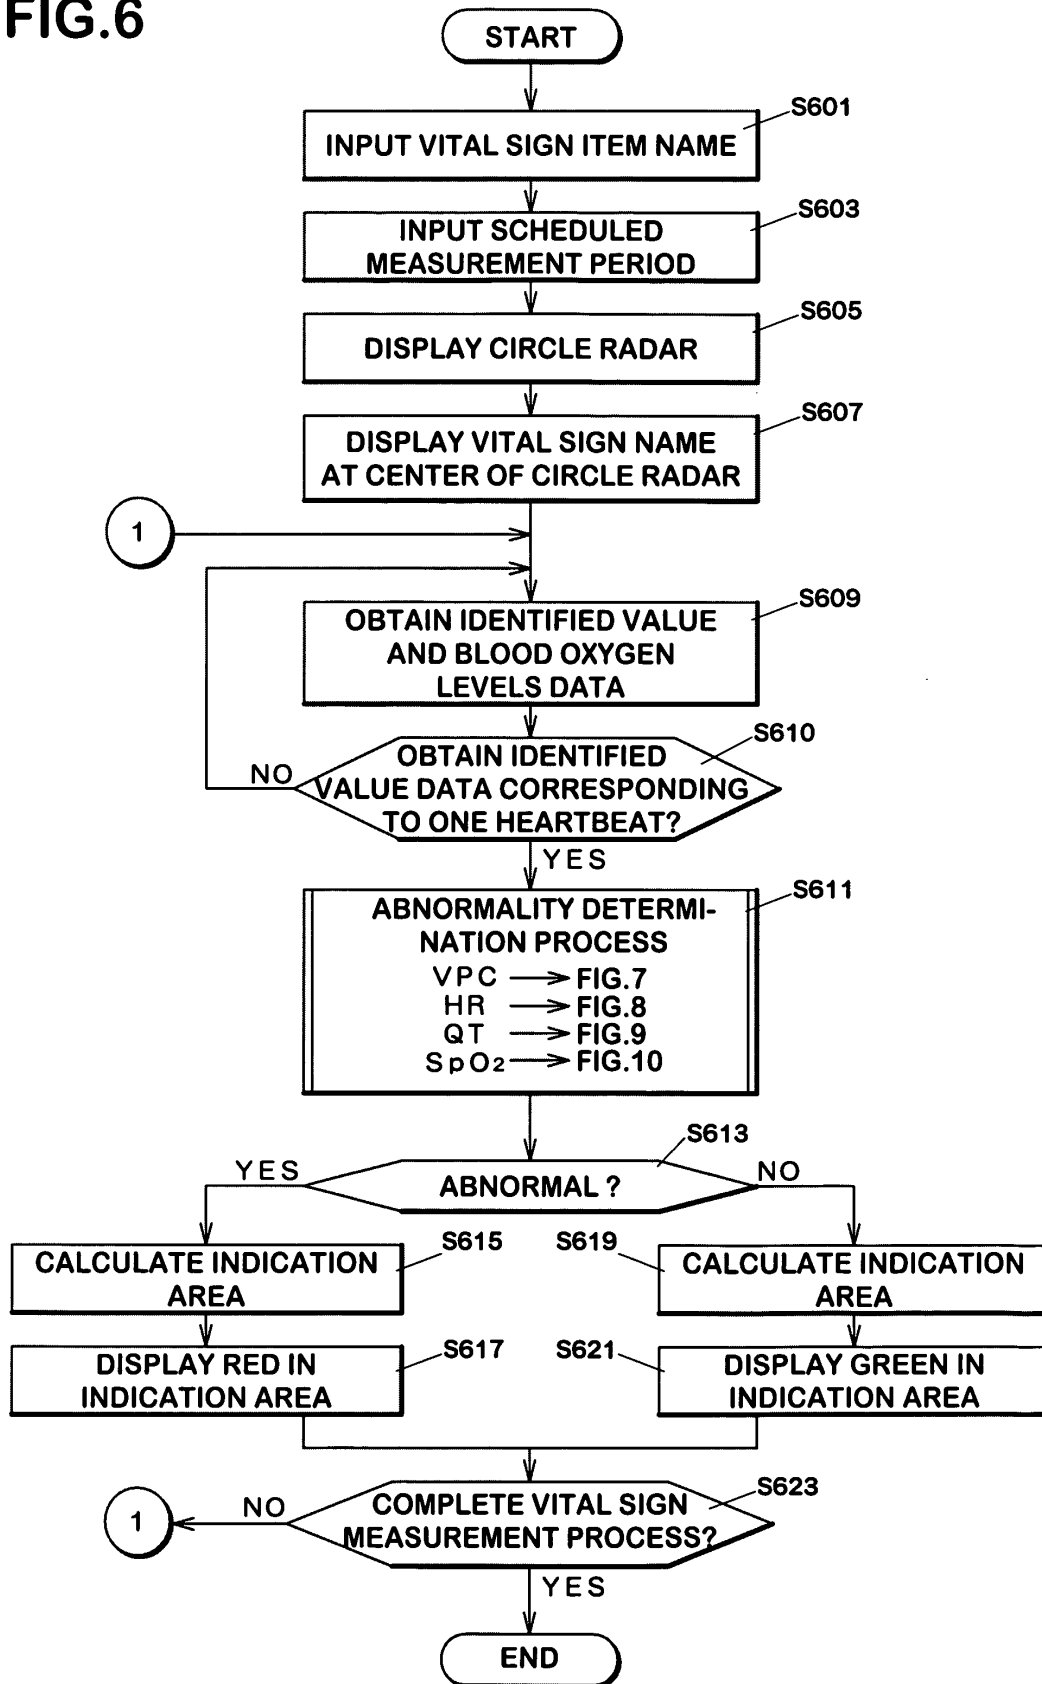 FIG.6
START
S601
INPUT VITAL SIGN ITEM NAME
S603
INPUT SCHEDULED
MEASUREMENT PERIOD
S605
DISPLAY CIRCLE RADAR
S607
DISPLAY VITAL SIGN NAME
AT CENTER OF CIRCLE RADAR
1
S609
OBTAIN IDENTIFIED VALUE
AND BLOOD OXYGEN
LEVELS DATA
S610
OBTAIN IDENTIFIED
VALUE DATA CORRESPONDING
TO ONE HEARTBEAT?
NO
YES
S611
ABNORMALITY DETERMI-
NATION PROCESS
VPC → FIG.7
HR → FIG.8
QT → FIG.9
SpO2 → FIG.10
S613
YES
ABNORMAL ?
NO
S615
CALCULATE INDICATION
AREA
S619
CALCULATE INDICATION
AREA
S617
DISPLAY RED IN
INDICATION AREA
S621
DISPLAY GREEN IN
INDICATION AREA
S623
COMPLETE VITAL SIGN
MEASUREMENT PROCESS?
NO
1
YES
END